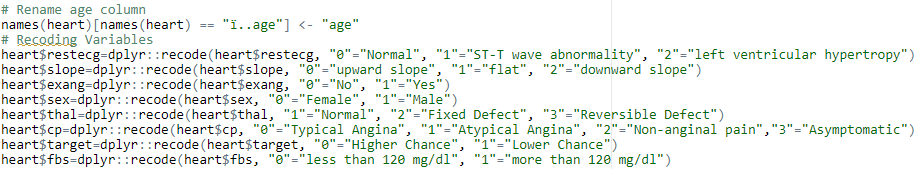 # Rename age column
names(heart)[names(heart) == "ï..age"] <- "age"
# Recoding Variables
heart$restecg=dplyr::recode(heart$restecg, "0"="Normal", "1"="ST-T wave abnormality", "2"="left ventricular hypertropy")
heart$slope=dplyr::recode(heart$slope, "0"="upward slope", "1"="flat", "2"="downward slope")
heart$exang=dplyr::recode(heart$exang, "0"="No", "1"="Yes")
heart$sex=dplyr::recode(heart$sex, "0"="Female", "1"="Male")
heart$thal=dplyr::recode(heart$thal, "1"="Normal", "2"="Fixed Defect", "3"="Reversible Defect")
heart$cp=dplyr::recode(heart$cp, "0"="Typical Angina", "1"="Atypical Angina", "2"="Non-anginal pain","3"="Asymptomatic")
heart$target=dplyr::recode(heart$target, "0"="Higher Chance", "1"="Lower Chance")
heart$fbs=dplyr::recode(heart$fbs, "0"="less than 120 mg/dl", "1"="more than 120 mg/dl")